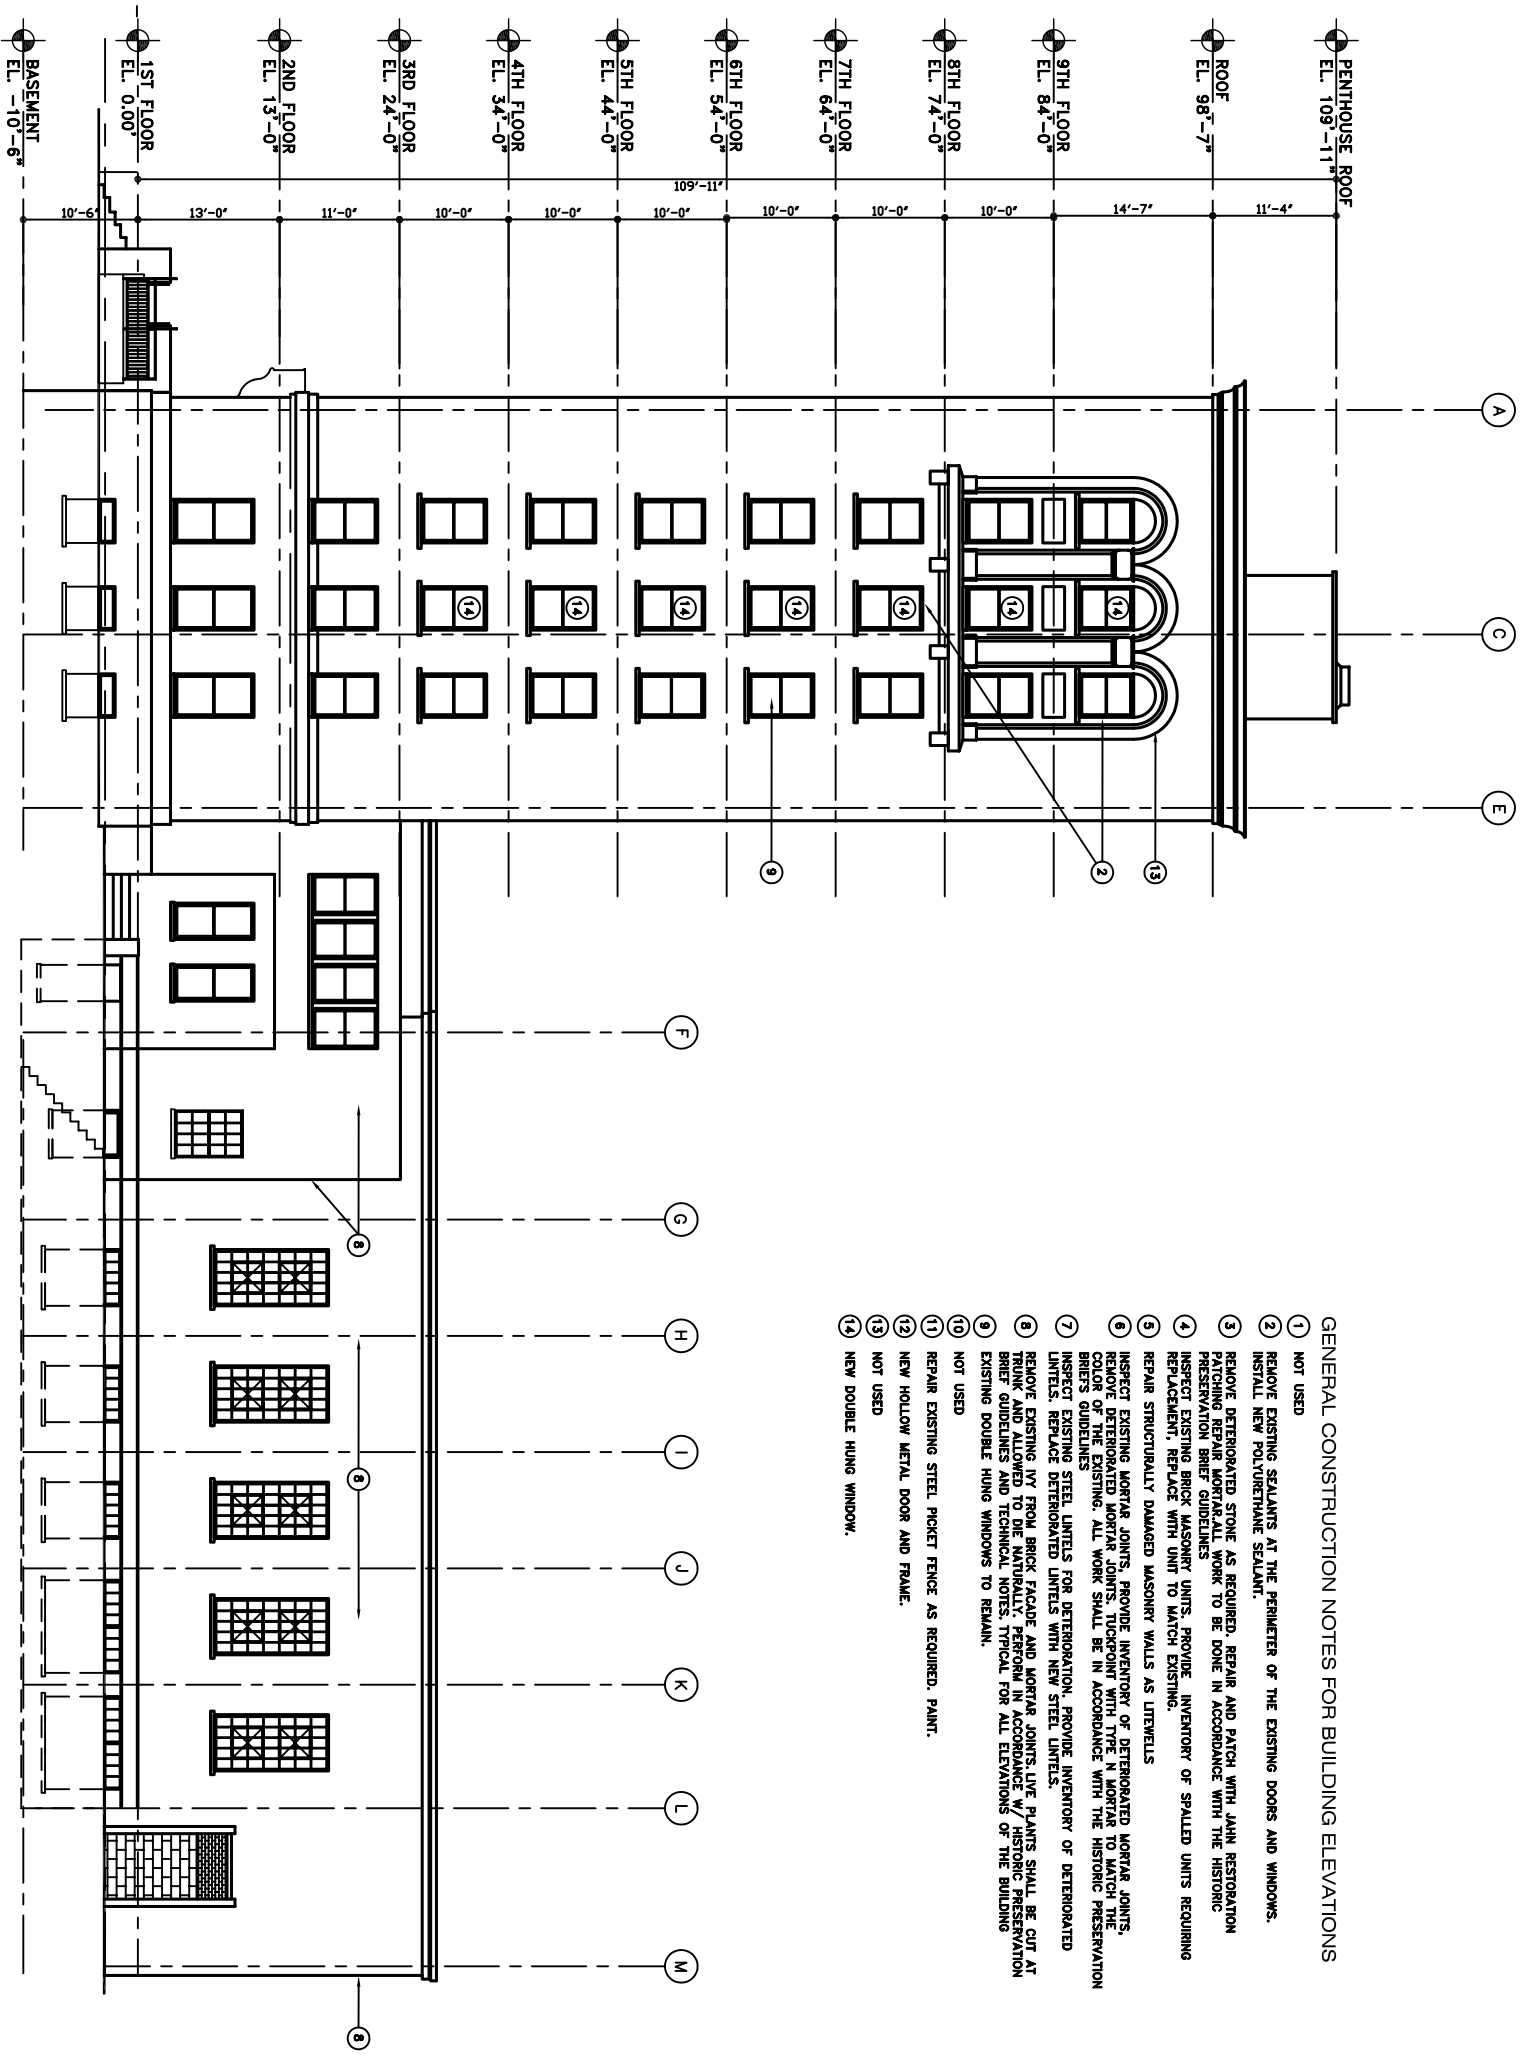 PENTHOUSE ROOF
EL. 109'-11"
ROOF
EL. 98'-7"
9TH FLOOR
EL. 84'-0"
8TH FLOOR
EL. 74'-0"
7TH FLOOR
EL. 64'-0"
6TH FLOOR
EL. 54'-0"
5TH FLOOR
EL. 44'-0"
4TH FLOOR
EL. 34'-0"
3RD FLOOR
EL. 24'-0"
2ND FLOOR
EL. 13'-0"
1ST FLOOR
EL. 0.00'
BASEMENT
EL. -10'-6"
109'-11"
11'-4"
14'-7"
10'-0"
10'-0"
10'-0"
10'-0"
10'-0"
10'-0"
11'-0"
13'-0"
10'-6"
A
C
E
14
14
14
14
14
14
14
13
2
9
F
G
H
I
J
K
L
M
8
8
8
GENERAL CONSTRUCTION NOTES FOR BUILDING ELEVATIONS
1 NOT USED
2 REMOVE EXISTING SEALANTS AT THE PERIMETER OF THE EXISTING DOORS AND WINDOWS.
INSTALL NEW POLYURETHANE SEALANT.
3 REMOVE DETERIORATED STONE AS REQUIRED. REPAIR AND PATCH WITH JAHN RESTORATION
PATCHING REPAIR MORTAR.ALL WORK TO BE DONE IN ACCORDANCE WITH THE HISTORIC
PRESERVATION BRIEF GUIDELINES
4 INSPECT EXISTING BRICK MASONRY UNITS. PROVIDE INVENTORY OF SPALLED UNITS REQUIRING
REPLACEMENT, REPLACE WITH UNIT TO MATCH EXISTING.
5 REPAIR STRUCTURALLY DAMAGED MASONRY WALLS AS LITEWELLS
6 INSPECT EXISTING MORTAR JOINTS, PROVIDE INVENTORY OF DETERIORATED MORTAR JOINTS,
REMOVE DETERIORATED MORTAR JOINTS. TUCKPOINT WITH TYPE N MORTAR TO MATCH THE
COLOR OF THE EXISTING. ALL WORK SHALL BE IN ACCORDANCE WITH THE HISTORIC PRESERVATION
BRIEFS GUIDELINES
7 INSPECT EXISTING STEEL LINTELS FOR DETERIORATION. PROVIDE INVENTORY OF DETERIORATED
LINTELS. REPLACE DETERIORATED LINTELS WITH NEW STEEL LINTELS.
8 REMOVE EXISTING IVY FROM BRICK FACADE AND MORTAR JOINTS.LIVE PLANTS SHALL BE CUT AT
TRUNK AND ALLOWED TO DIE NATURALLY. PERFORM IN ACCORDANCE W/ HISTORIC PRESERVATION
BRIEF GUIDELINES AND TECHNICAL NOTES. TYPICAL FOR ALL ELEVATIONS OF THE BUILDING
9 EXISTING DOUBLE HUNG WINDOWS TO REMAIN.
10 NOT USED
11 REPAIR EXISTING STEEL PICKET FENCE AS REQUIRED. PAINT.
12 NEW HOLLOW METAL DOOR AND FRAME.
13 NOT USED
14 NEW DOUBLE HUNG WINDOW.